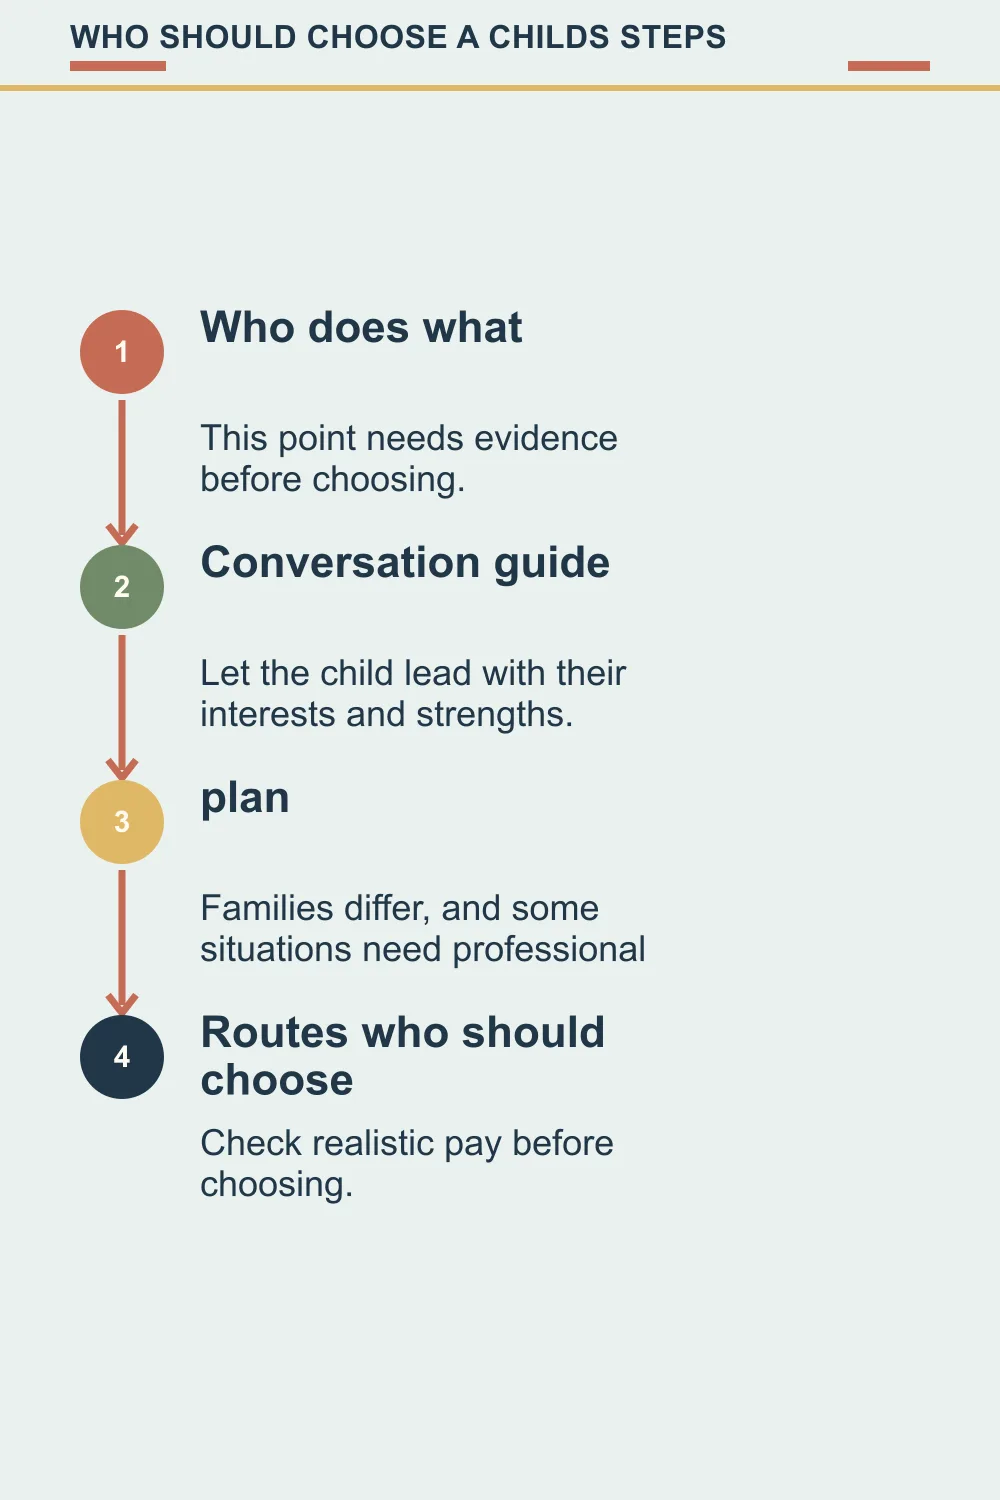 WHO SHOULD CHOOSE A CHILDS STEPS
1
Who does what
This point needs evidence
before choosing.
2
Conversation guide
Let the child lead with their
interests and strengths.
3
plan
Families differ, and some
situations need professional
4
Routes who should
choose
Check realistic pay before
choosing.